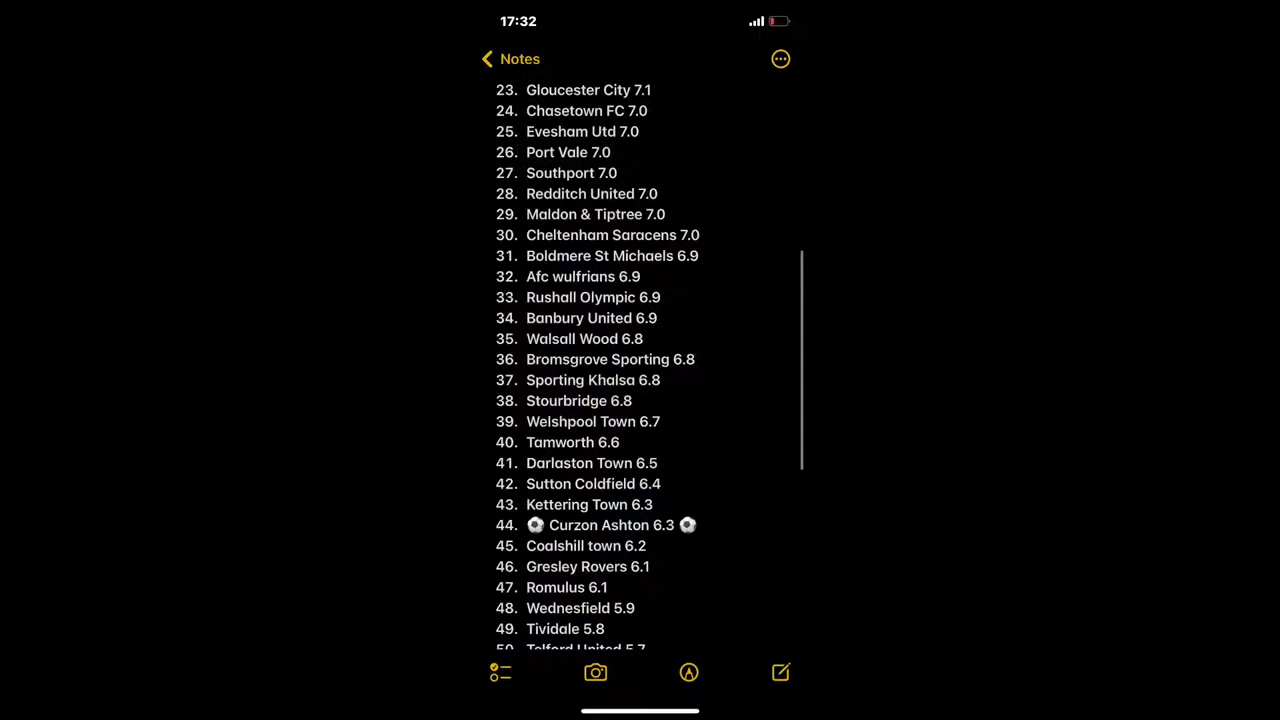 17:32
Notes
23. Gloucester City 7.1
24. Chasetown FC 7.0
25. Evesham Utd 7.0
26. Port Vale 7.0
27. Southport 7.0
28. Redditch United 7.0
29. Maldon & Tiptree 7.0
30. Cheltenham Saracens 7.0
31. Boldmere St Michaels 6.9
32. Afc wulfrians 6.9
33. Rushall Olympic 6.9
34. Banbury United 6.9
35. Walsall Wood 6.8
36. Bromsgrove Sporting 6.8
37. Sporting Khalsa 6.8
38. Stourbridge 6.8
39. Welshpool Town 6.7
40. Tamworth 6.6
41. Darlaston Town 6.5
42. Sutton Coldfield 6.4
43. Kettering Town 6.3
44. ⚽ Curzon Ashton 6.3 ⚽
45. Coalshill town 6.2
46. Gresley Rovers 6.1
47. Romulus 6.1
48. Wednesfield 5.9
49. Tividale 5.8
50. Telford United 5.7